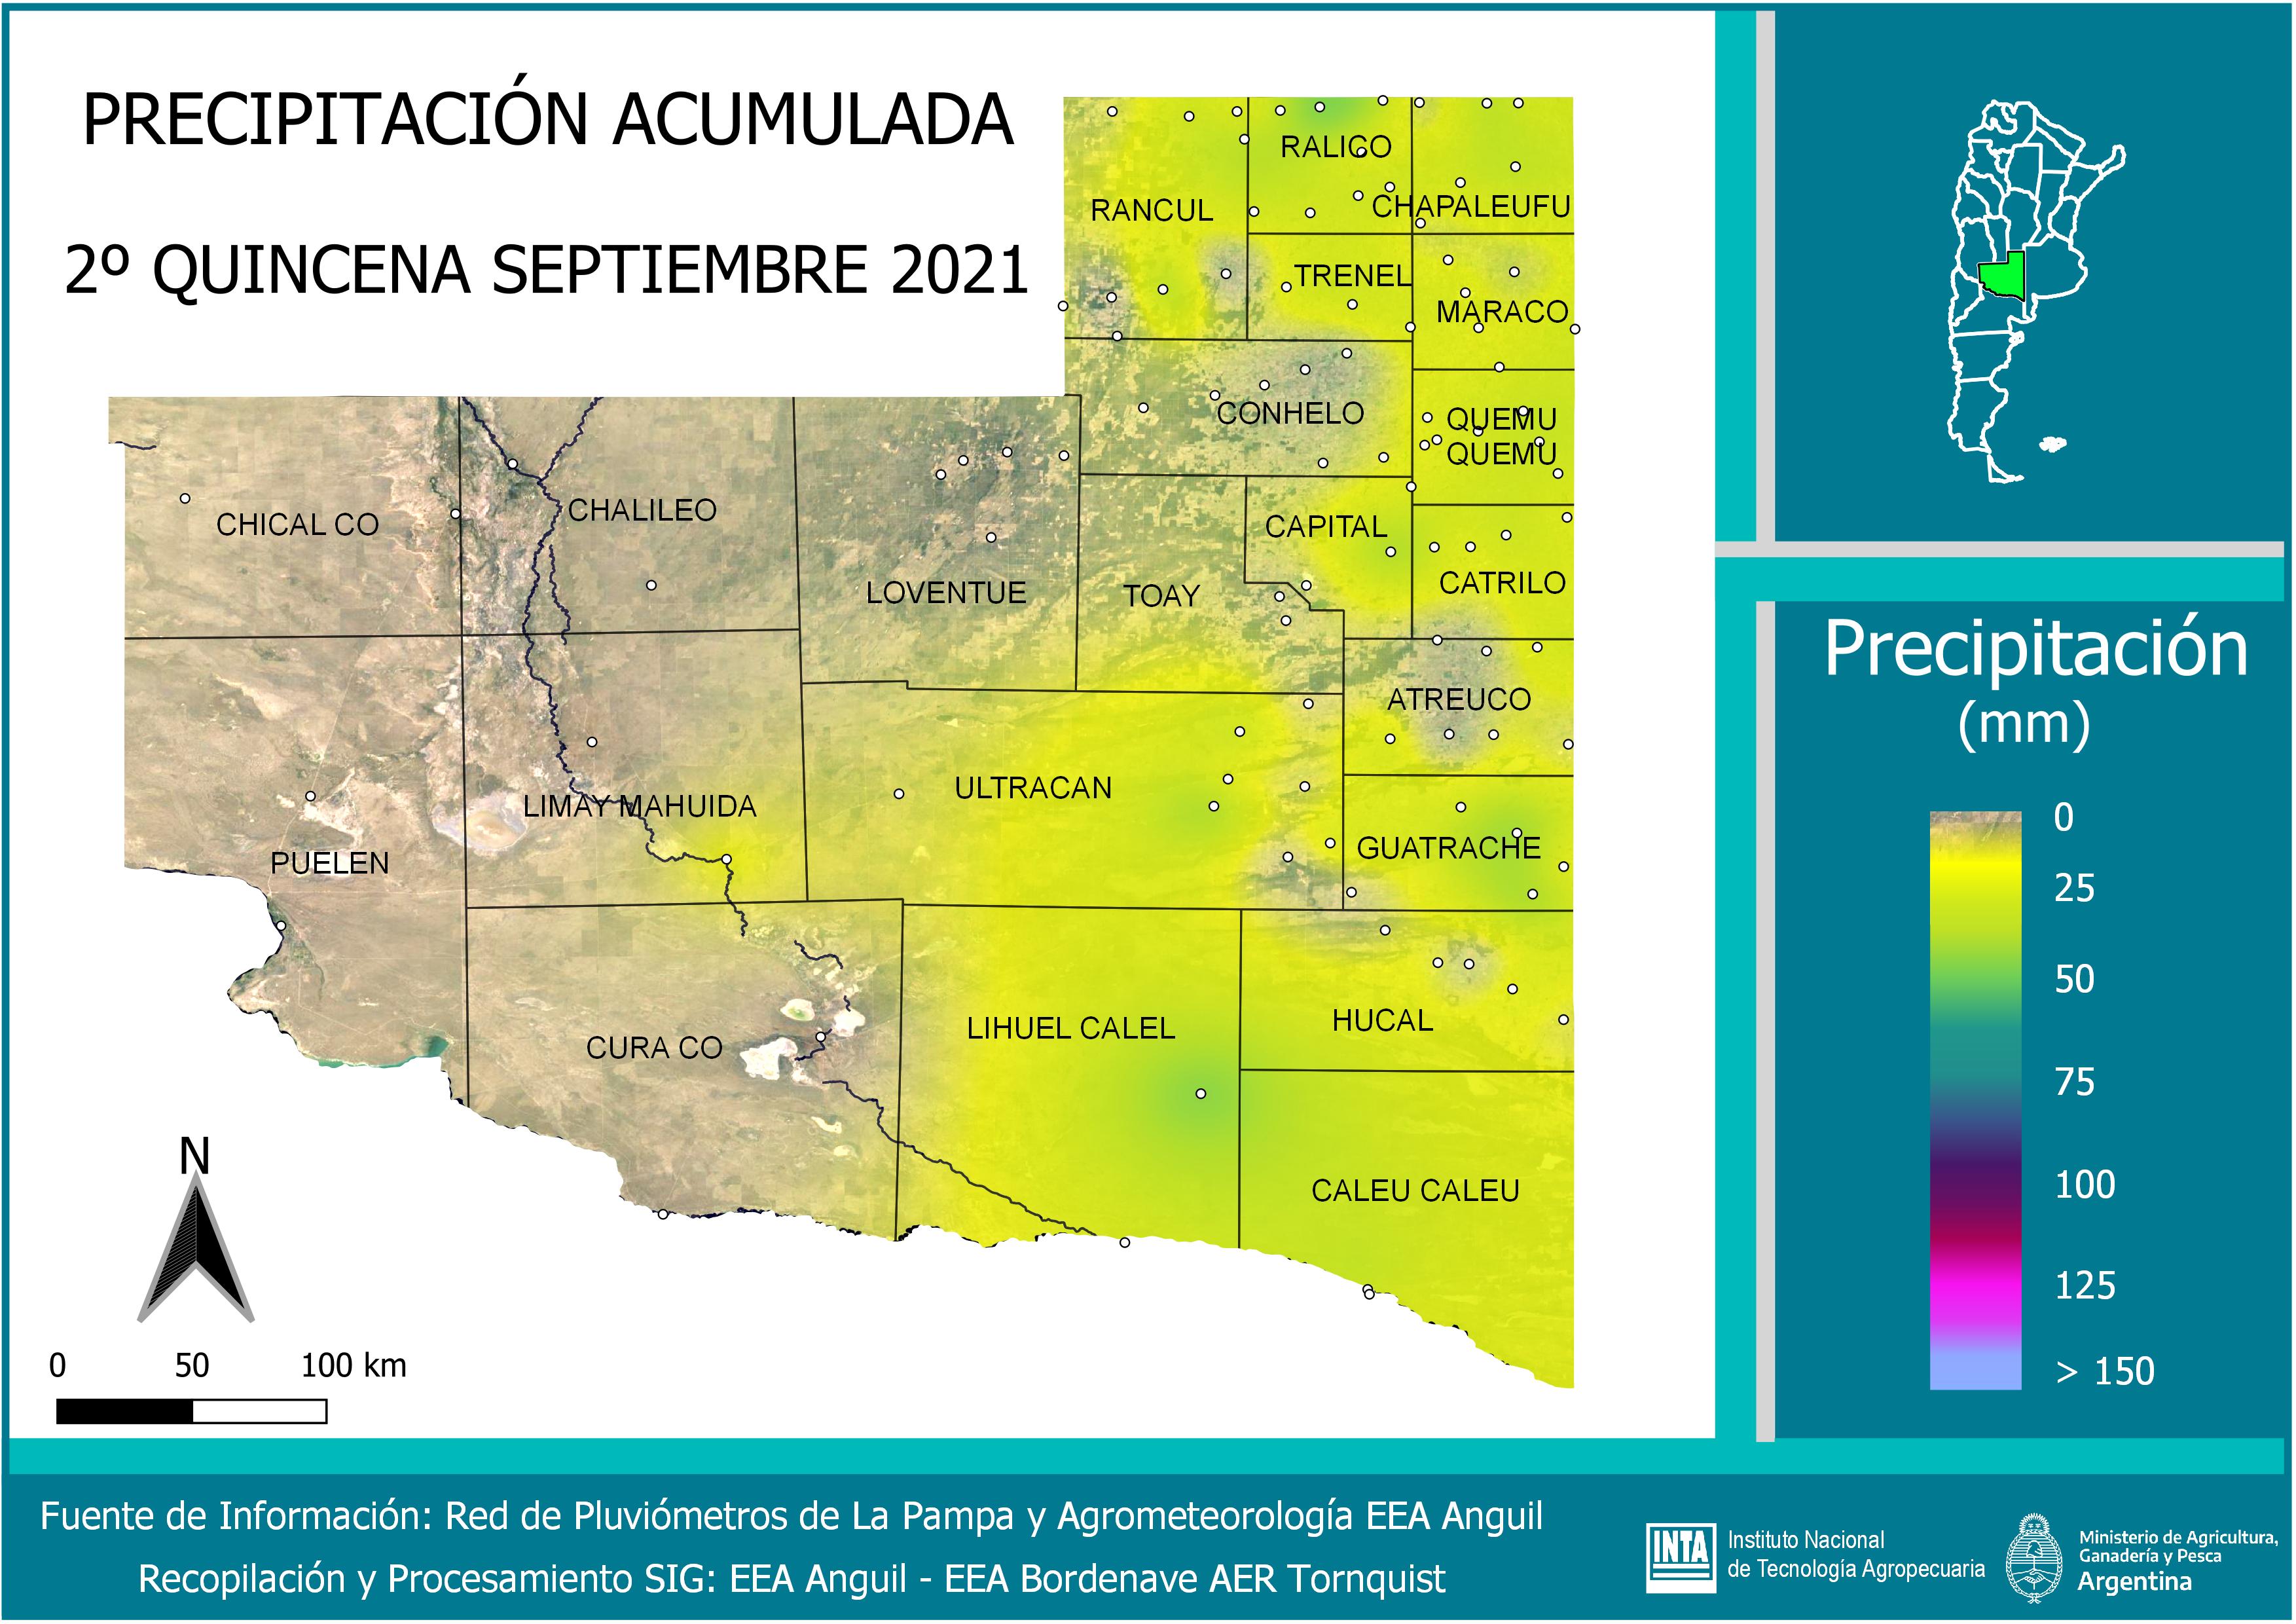 PRECIPITACIÓN ACUMULADA
2º QUINCENA SEPTIEMBRE 2021
RALICO
RANCUL
CHAPALEUFU
TRENEL
MARACO
CONHELO
QUEMU
QUEMU
CHICAL CO
CHALILEO
CAPITAL
LOVENTUE
TOAY
CATRILO
ATREUCO
ULTRACAN
LIMAY MAHUIDA
PUELEN
GUATRACHE
CURA CO
LIHUEL CALEL
HUCAL
CALEU CALEU
N
0 50 100 km
Precipitación
(mm)
0
25
50
75
100
125
> 150
Fuente de Información: Red de Pluviómetros de La Pampa y Agrometeorología EEA Anguil
Recopilación y Procesamiento SIG: EEA Anguil - EEA Bordenave AER Tornquist
INTA
Instituto Nacional
de Tecnología Agropecuaria
Ministerio de Agricultura,
Ganadería y Pesca
Argentina